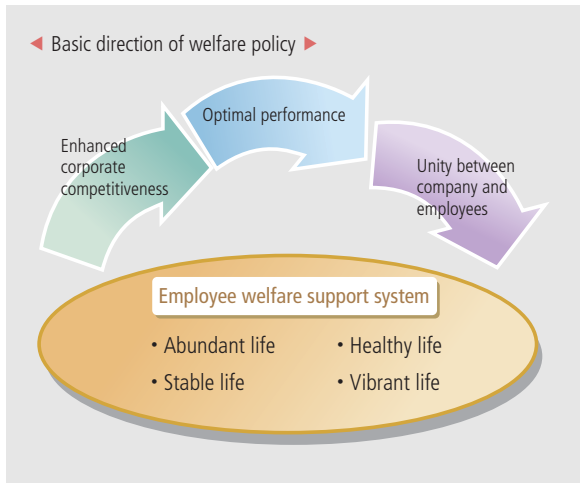 ◀ Basic direction of welfare policy ▶
Enhanced
corporate
competitiveness
Optimal performance
Unity between
company and
employees
Employee welfare support system
• Abundant life
• Healthy life
• Stable life
• Vibrant life